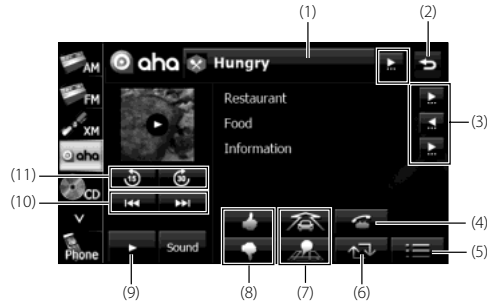 (1)
(2)
AM
aha
Hungry
FM
Restaurant
Food
Information
(3)
XM
aha
(11)
15
30
(10)
CD
(4)
Phone
Sound
(5)
(9)
(8)
(7)
(6)